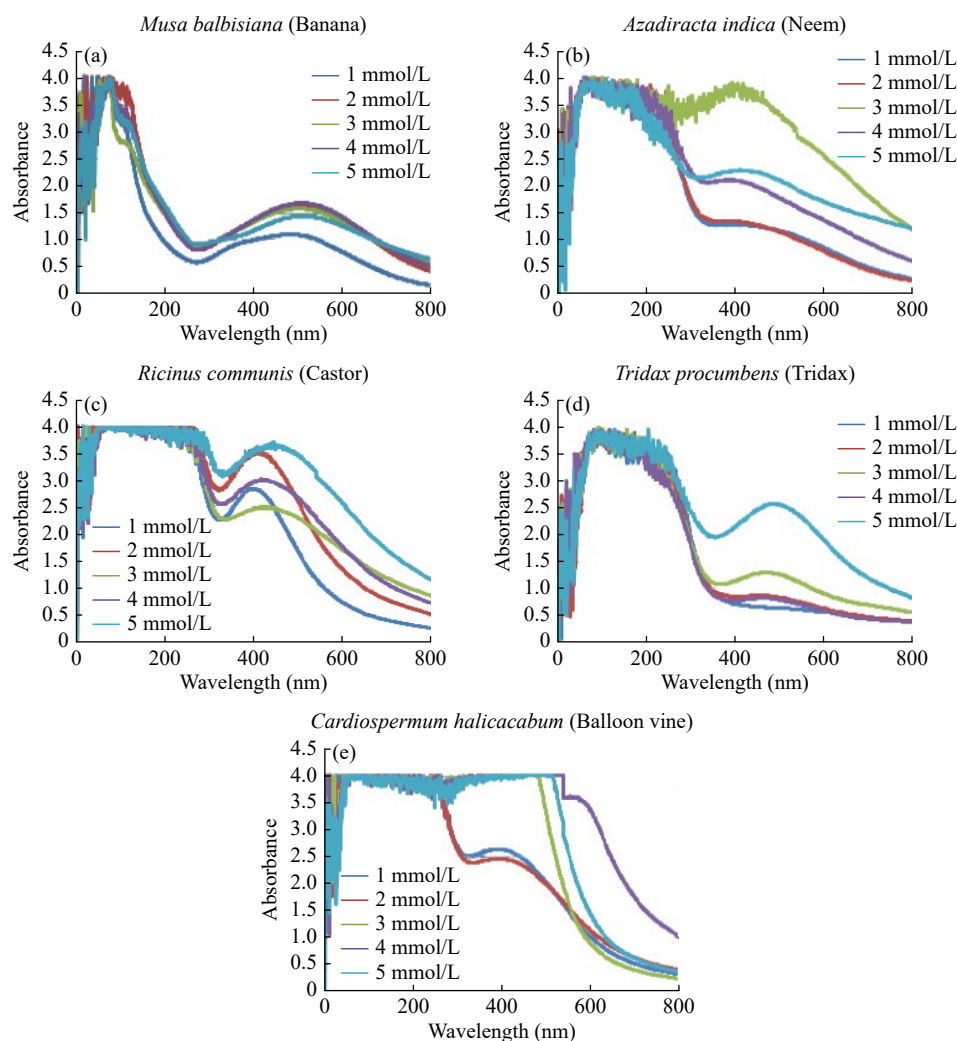 Musa balbisiana (Banana)
(a)
4.5
4.0
3.5
3.0
2.5
2.0
1.5
1.0
0.5
0
Absorbance
1 mmol/L
2 mmol/L
3 mmol/L
4 mmol/L
5 mmol/L
0 200 400 600 800
Wavelength (nm)
Azadiracta indica (Neem)
(b)
4.5
4.0
3.5
3.0
2.5
2.0
1.5
1.0
0.5
0
Absorbance
1 mmol/L
2 mmol/L
3 mmol/L
4 mmol/L
5 mmol/L
0 200 400 600 800
Wavelength (nm)
Ricinus communis (Castor)
(c)
4.5
4.0
3.5
3.0
2.5
2.0
1.5
1.0
0.5
0
Absorbance
1 mmol/L
2 mmol/L
3 mmol/L
4 mmol/L
5 mmol/L
0 200 400 600 800
Wavelength (nm)
Tridax procumbens (Tridax)
(d)
4.5
4.0
3.5
3.0
2.5
2.0
1.5
1.0
0.5
0
Absorbance
1 mmol/L
2 mmol/L
3 mmol/L
4 mmol/L
5 mmol/L
0 200 400 600 800
Wavelength (nm)
Cardiospermum halicacabum (Balloon vine)
(e)
4.5
4.0
3.5
3.0
2.5
2.0
1.5
1.0
0.5
0
Absorbance
1 mmol/L
2 mmol/L
3 mmol/L
4 mmol/L
5 mmol/L
0 200 400 600 800
Wavelength (nm)